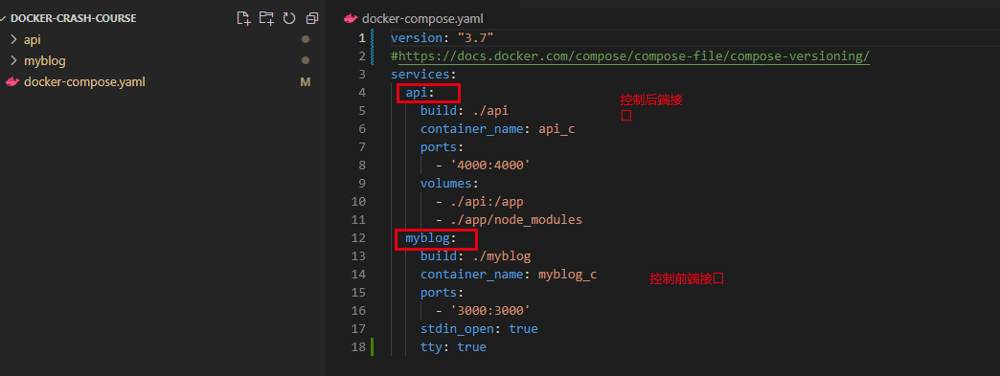 DOCKER-CRASH-COURSE
api
myblog
docker-compose.yaml
M
docker-compose.yaml
1 version: "3.7"
2 #https://docs.docker.com/compose/compose-file/compose-versioning/
3 services:
4 api:
5 build: ./api
6 container_name: api_c
7 ports:
8 - '4000:4000'
9 volumes:
10 - ./api:/app
11 - ./app/node_modules
12 myblog:
13 build: ./myblog
14 container_name: myblog_c
15 ports:
16 - '3000:3000'
17 stdin_open: true
18 tty: true
控制后端接
口
控制前端接口